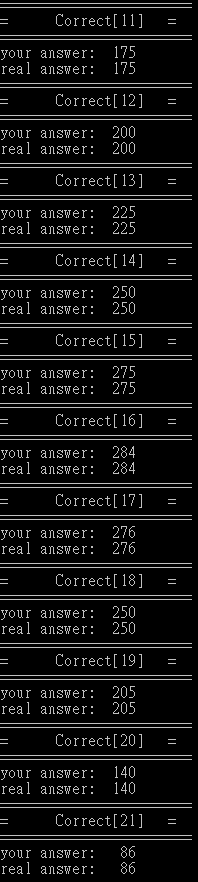 =      Correct[11]   =
your answer:  175
real answer:  175
=      Correct[12]   =
your answer:  200
real answer:  200
=      Correct[13]   =
your answer:  225
real answer:  225
=      Correct[14]   =
your answer:  250
real answer:  250
=      Correct[15]   =
your answer:  275
real answer:  275
=      Correct[16]   =
your answer:  284
real answer:  284
=      Correct[17]   =
your answer:  276
real answer:  276
=      Correct[18]   =
your answer:  250
real answer:  250
=      Correct[19]   =
your answer:  205
real answer:  205
=      Correct[20]   =
your answer:  140
real answer:  140
=      Correct[21]   =
your answer:   86
real answer:   86